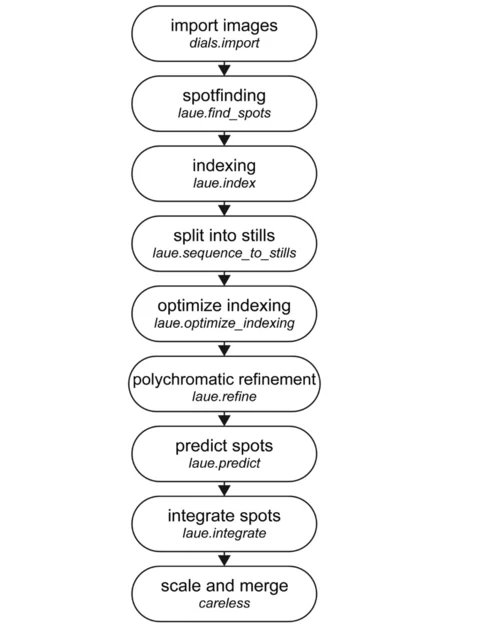 import images
dials.import
spotfinding
laue.find_spots
indexing
laue.index
split into stills
laue.sequence_to_stills
optimize indexing
laue.optimize_indexing
polychromatic refinement
laue.refine
predict spots
laue.predict
integrate spots
laue.integrate
scale and merge
careless